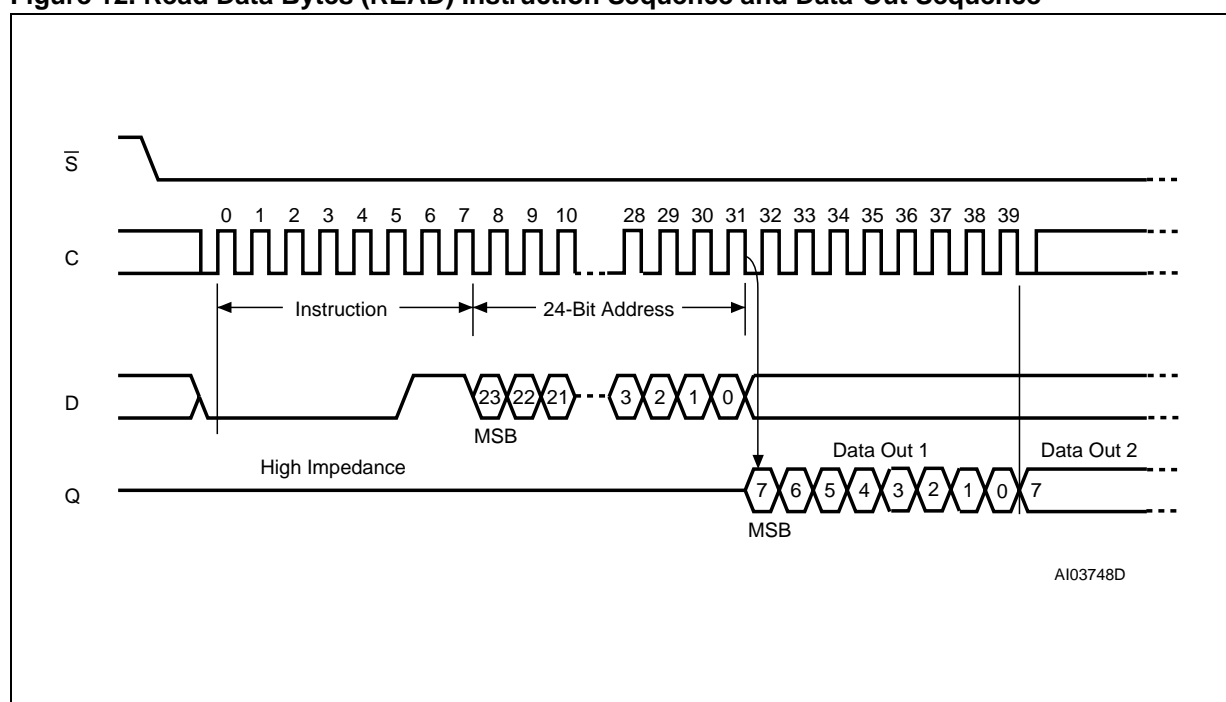 Figure 12. Read Data Bytes (READ) Instruction Sequence and Data-Out Sequence
S
0 1 2 3 4 5 6 7 8 9 10 28 29 30 31 32 33 34 35 36 37 38 39
C
Instruction 24-Bit Address
D 23 22 21 3 2 1 0
MSB
High Impedance Data Out 1 Data Out 2
Q 7 6 5 4 3 2 1 0 7
MSB
AI03748D